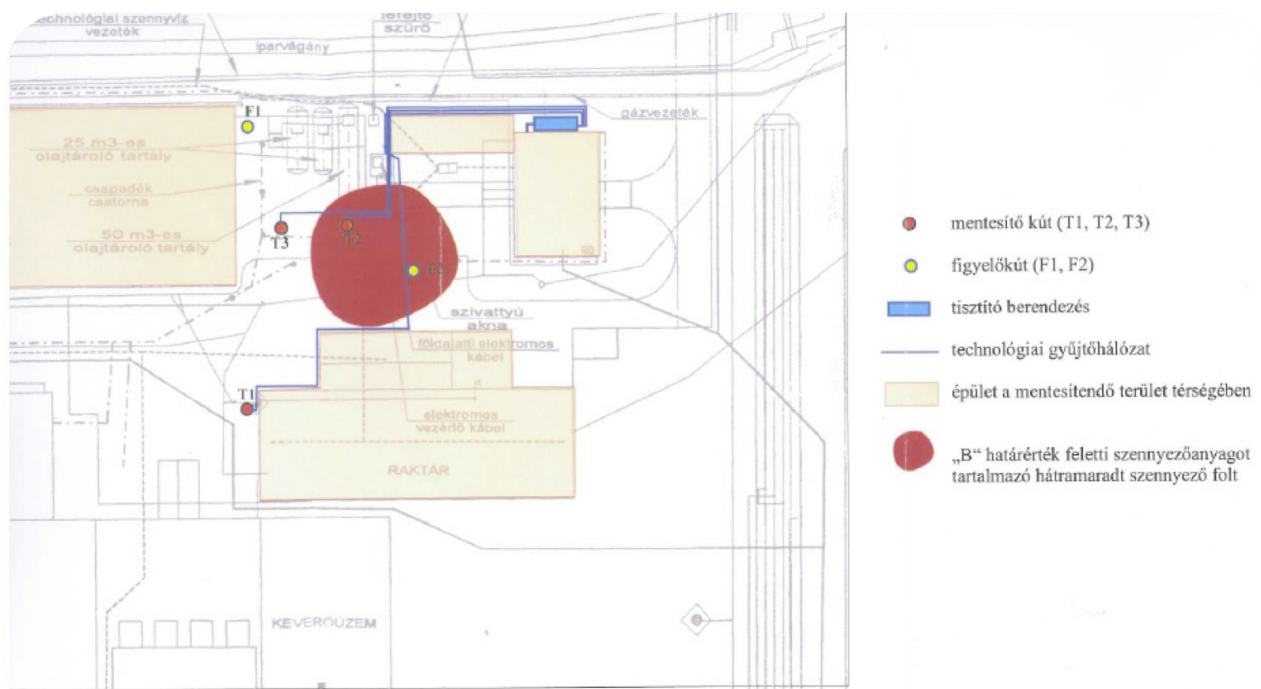 technológiai szennyvíz
vezeték
iparvágány
lefejtő
szűrő
F1
gázvezeték
25 m3-es
olajtároló tartály
csapadék
csatorna
T3
T2
50 m3-es
olajtároló tartály
F2
szivattyú
akna
földalatti elektromos
kábel
T1
elektromos
vezérlő kábel
RAKTÁR
KEVERŐÜZEM
mentesítő kút (T1, T2, T3)
figyelőkút (F1, F2)
tisztító berendezés
technológiai gyűjtőhálózat
épület a mentesítendő terület térségében
„B“ határérték feletti szennyezőanyagot
tartalmazó hátramaradt szennyező folt